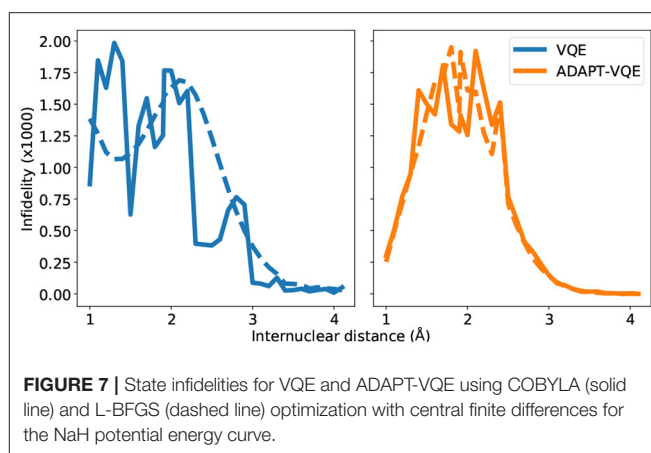 VQE
ADAPT-VQE
2.00
1.75
1.50
1.25
1.00
0.75
0.50
0.25
0.00
Infidelity (x1000)
1 2 3 4 1 2 3 4
Internuclear distance (Å)
FIGURE 7 | State infidelities for VQE and ADAPT-VQE using COBYLA (solid
line) and L-BFGS (dashed line) optimization with central finite differences for
the NaH potential energy curve.